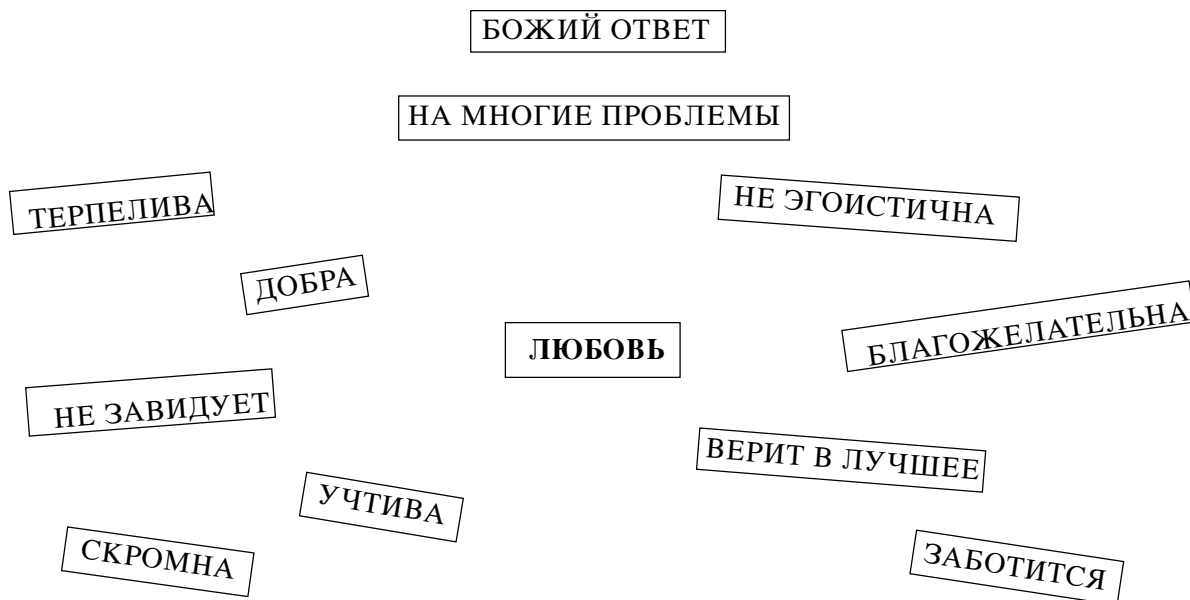 БОЖИЙ ОТВЕТ
НА МНОГИЕ ПРОБЛЕМЫ
ТЕРПЕЛИВА
НЕ ЭГОИСТИЧНА
ДОБРА
БЛАГОЖЕЛАТЕЛЬНА
ЛЮБОВЬ
НЕ ЗАВИДУЕТ
ВЕРИТ В ЛУЧШЕЕ
УЧТИВА
СКРОМНА
ЗАБОТИТСЯ